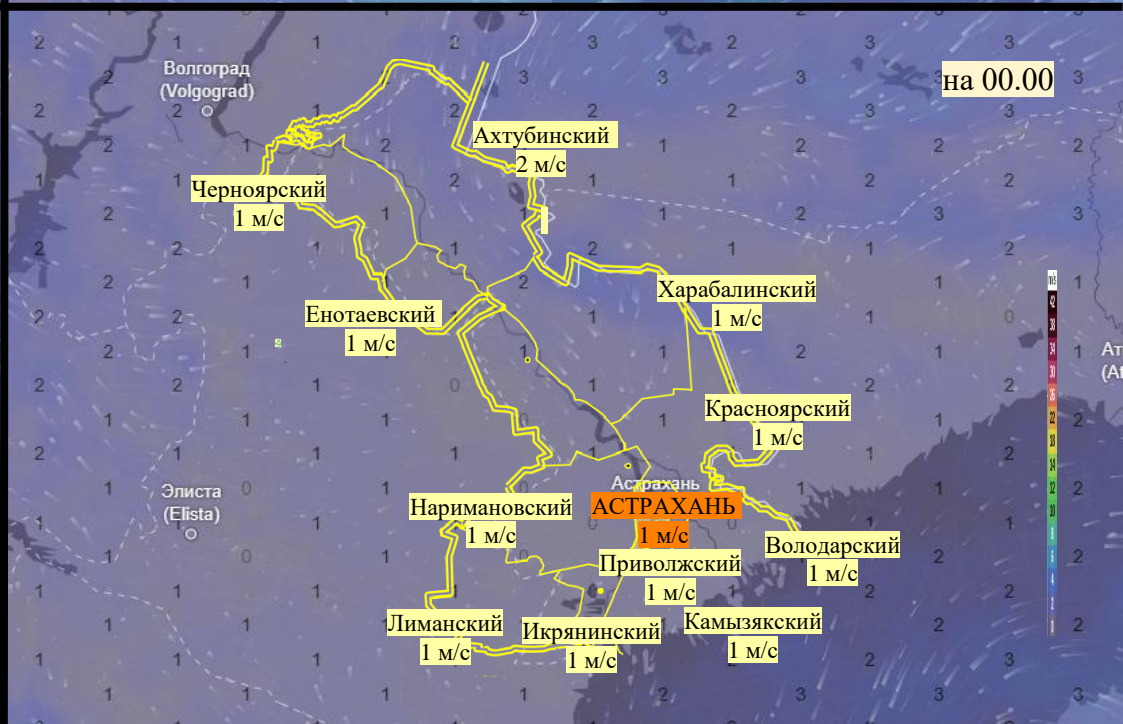 на 00.00
Волгоград
(Volgograd)
Ахтубинский
2 м/с
Черноярский
1 м/с
Харабалинский
1 м/с
Енотаевский
1 м/с
Красноярский
1 м/с
Элиста
(Elista)
Астрахань
АСТРАХАНЬ
1 м/с
Наримановский
1 м/с
Володарский
1 м/с
Приволжский
1 м/с
Лиманский
1 м/с
Икрянинский
1 м/с
Камызякский
1 м/с